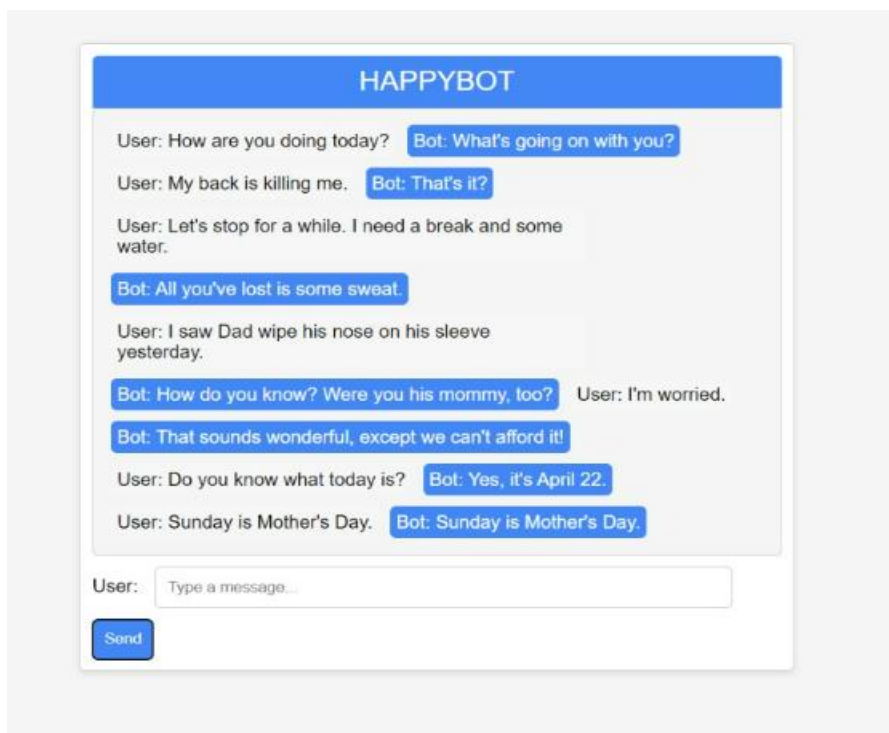 HAPPYBOT
User: How are you doing today? Bot: What's going on with you?
User: My back is killing me. Bot: That's it?
User: Let's stop for a while. I need a break and some
water.
Bot: All you've lost is some sweat.
User: I saw Dad wipe his nose on his sleeve
yesterday.
Bot: How do you know? Were you his mommy, too? User: I'm worried.
Bot: That sounds wonderful, except we can't afford it!
User: Do you know what today is? Bot: Yes, it's April 22.
User: Sunday is Mother's Day. Bot: Sunday is Mother's Day.
User: Type a message...
Send